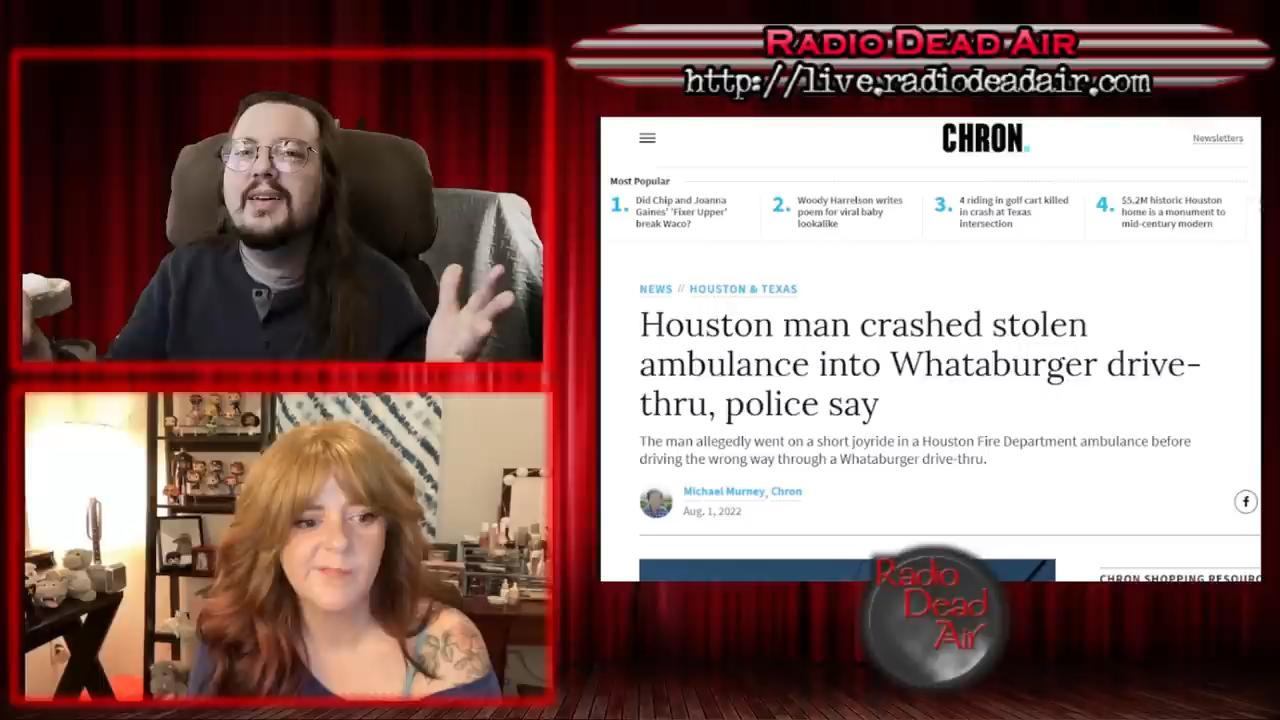 RADIO DEAD AIR
http://live.radiodeadair.com
CHRON.
Newsletters
Most Popular
1. Did Chip and Joanna
Gaines' 'Fixer Upper'
break Waco?
2. Woody Harrelson writes
poem for viral baby
lookalike
3. 4 riding in golf cart killed
in crash at Texas
intersection
4. $5.2M historic Houston
home is a monument to
mid-century modern
NEWS // HOUSTON & TEXAS
Houston man crashed stolen
ambulance into Whataburger drive-
thru, police say
The man allegedly went on a short joyride in a Houston Fire Department ambulance before
driving the wrong way through a Whataburger drive-thru.
Michael Murney, Chron
Aug. 1, 2022
f
CHRON SHOPPING RESOURC
Radio
Dead
Air